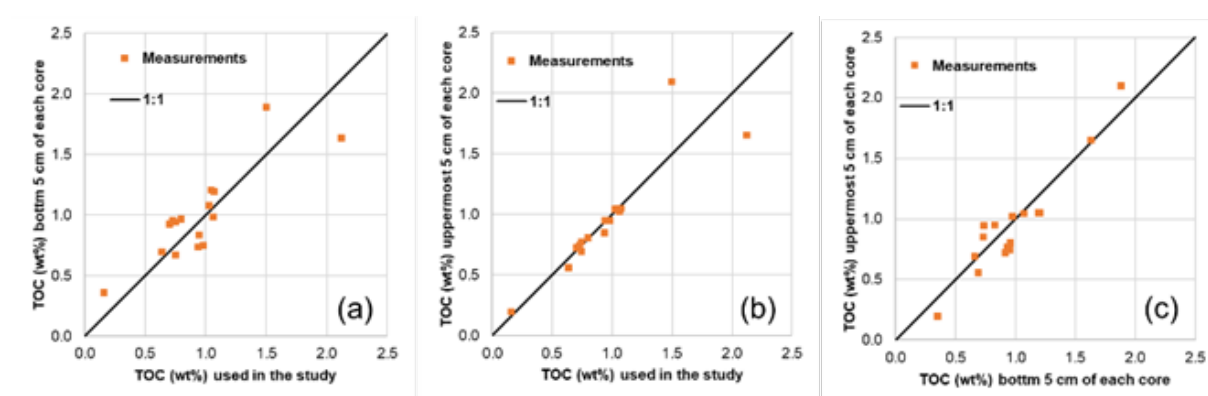 TOC (wt%) bottm 5 cm of each core
2.5
2.0
1.5
1.0
0.5
0.0
Measurements
1:1
(a)
0.0 0.5 1.0 1.5 2.0 2.5
TOC (wt%) used in the study
TOC (wt%) uppermost 5 cm of each core
2.5
2.0
1.5
1.0
0.5
0.0
Measurements
1:1
(b)
0.0 0.5 1.0 1.5 2.0 2.5
TOC (wt%) used in the study
TOC (wt%) uppermost 5 cm of each core
2.5
2.0
1.5
1.0
0.5
0.0
Measurements
1:1
(c)
0.0 0.5 1.0 1.5 2.0 2.5
TOC (wt%) bottm 5 cm of each core